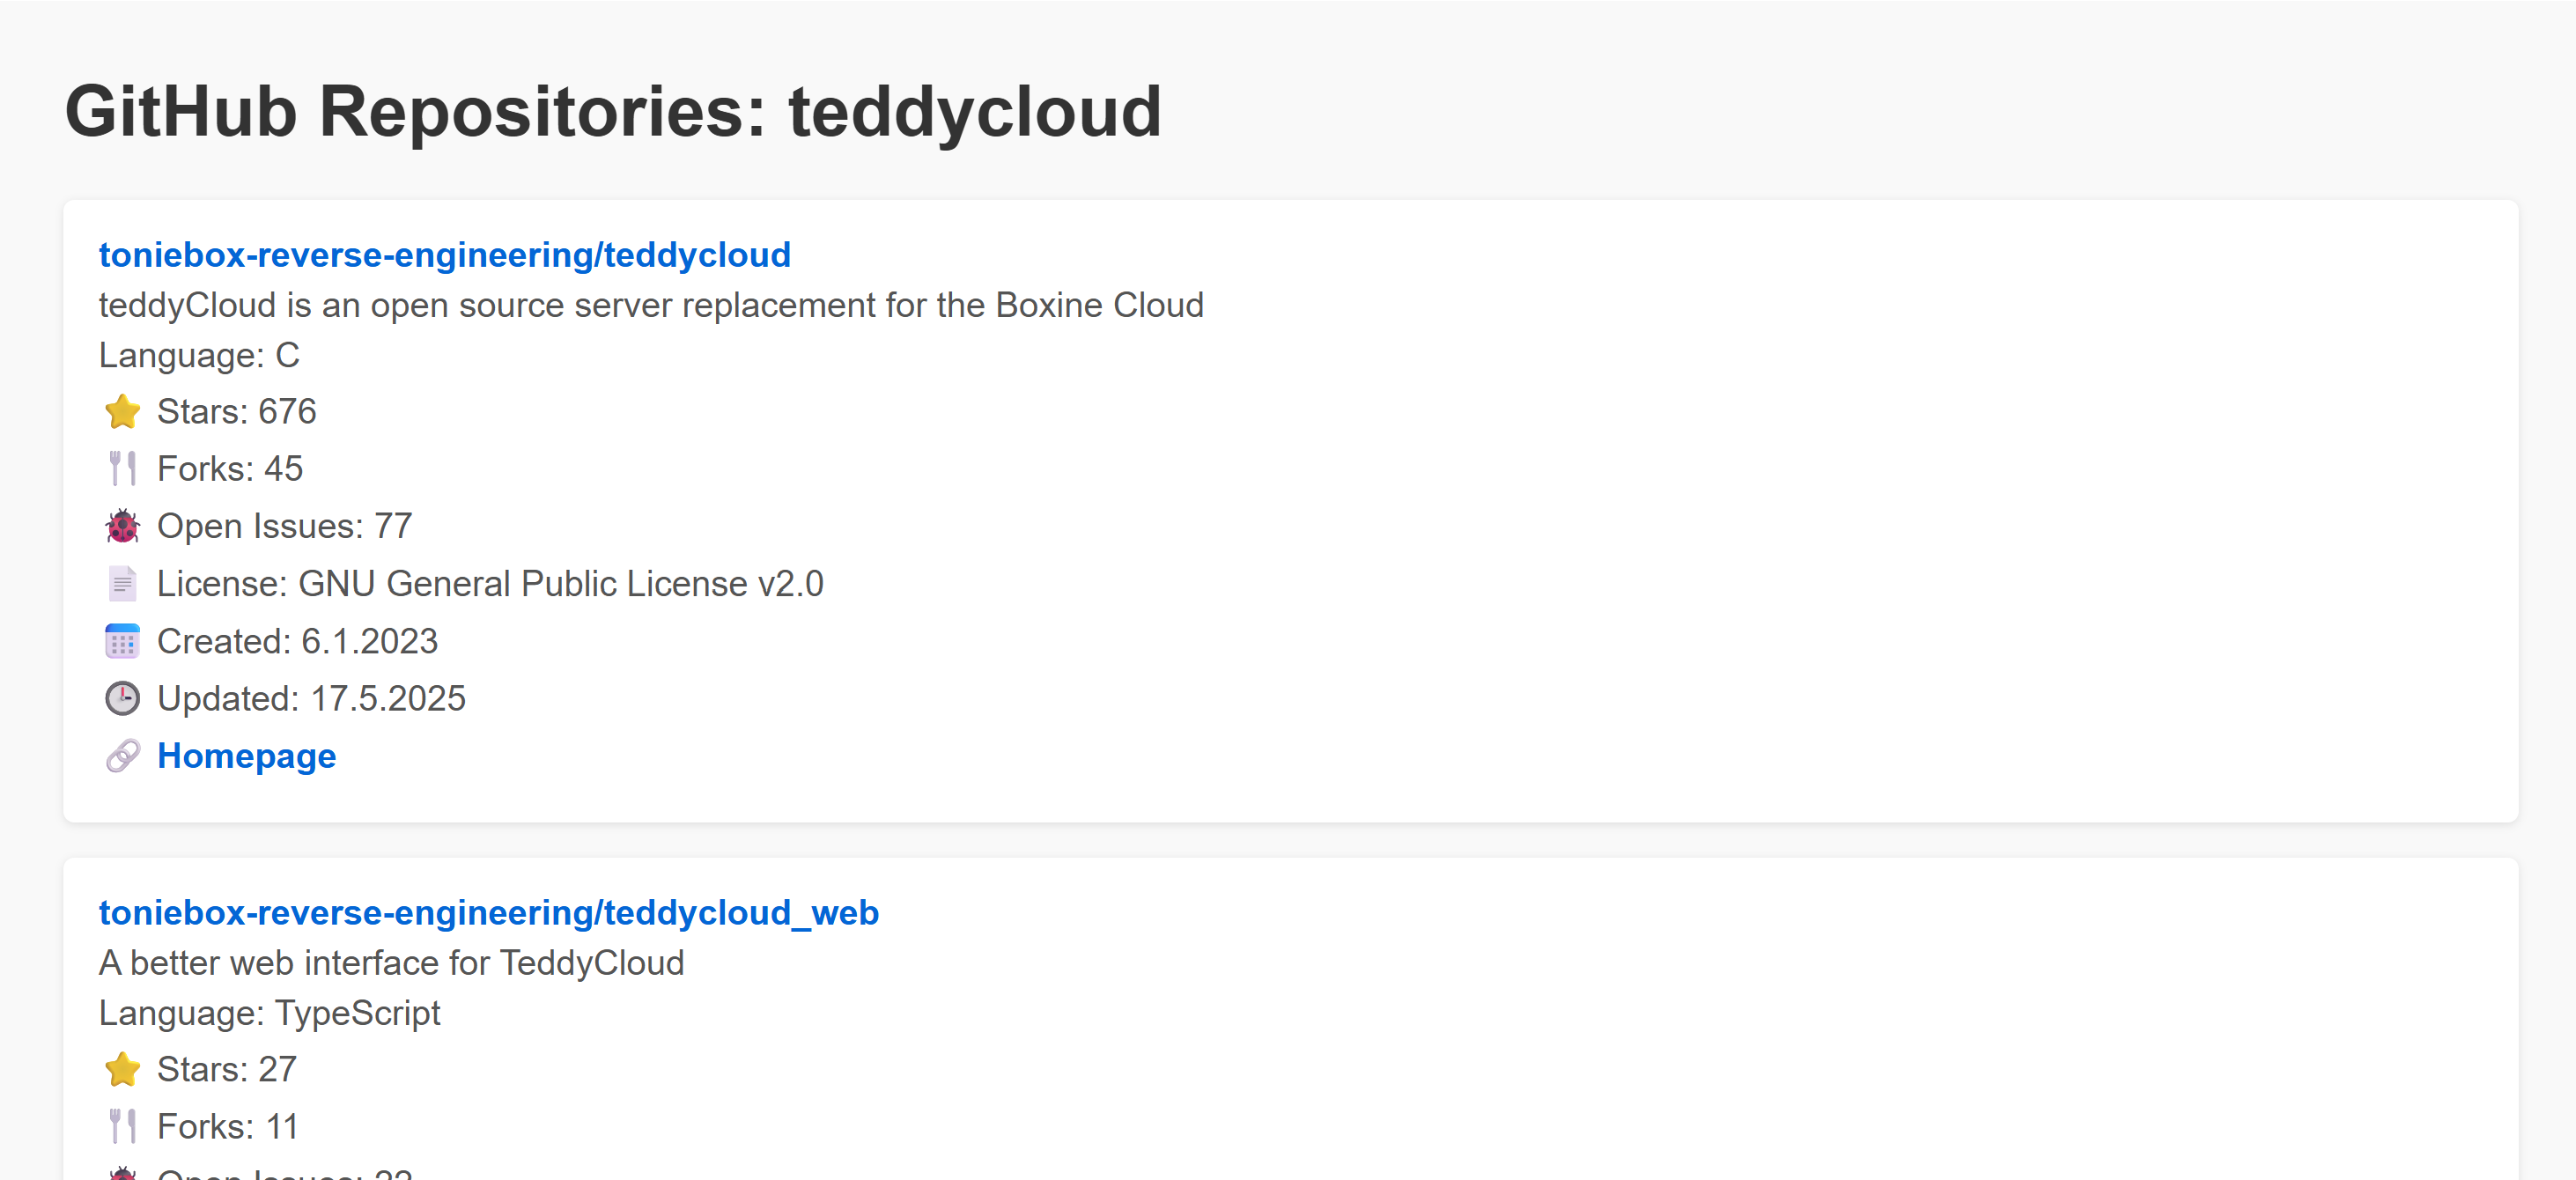 GitHub Repositories: teddycloud
toniebox-reverse-engineering/teddycloud
teddyCloud is an open source server replacement for the Boxine Cloud
Language: C
Stars: 676
Forks: 45
Open Issues: 77
License: GNU General Public License v2.0
Created: 6.1.2023
Updated: 17.5.2025
Homepage
toniebox-reverse-engineering/teddycloud_web
A better web interface for TeddyCloud
Language: TypeScript
Stars: 27
Forks: 11
Open Issues: